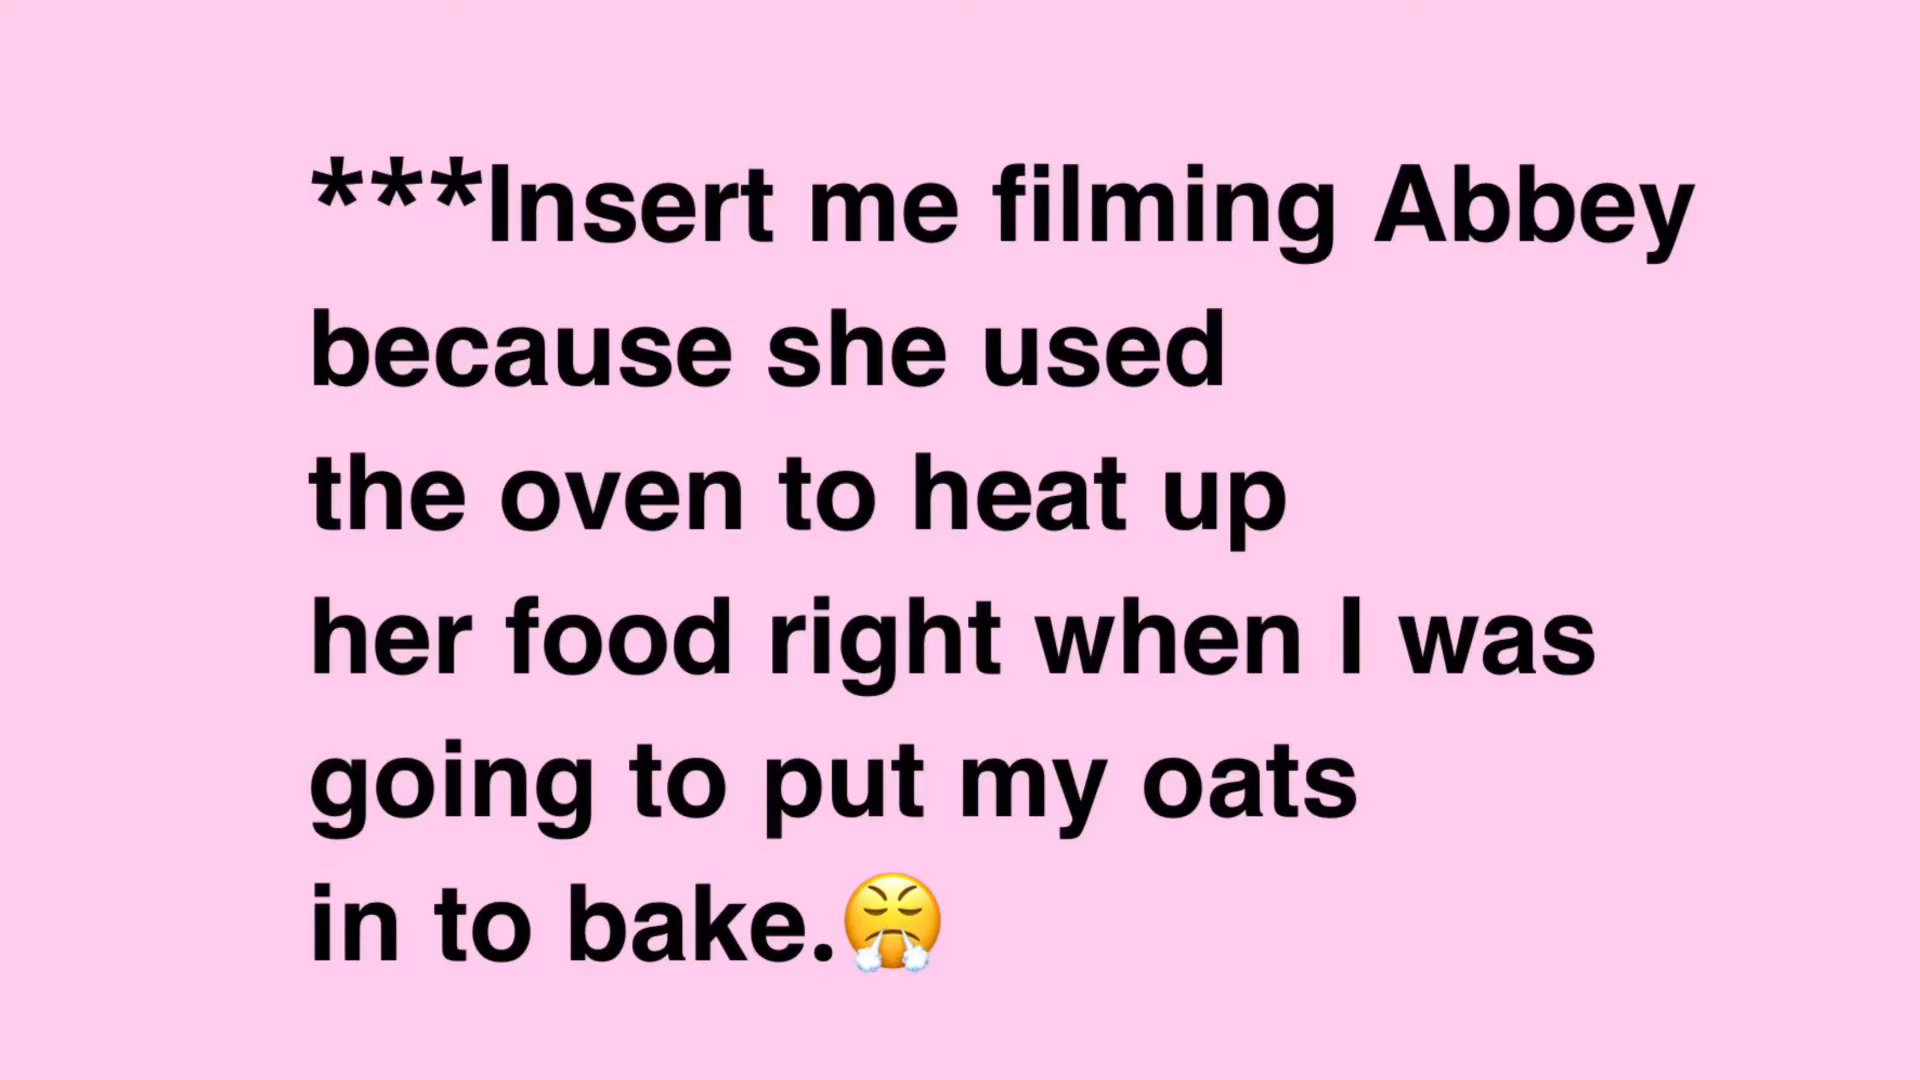 ***Insert me filming Abbey
because she used
the oven to heat up
her food right when I was
going to put my oats
in to bake.😤